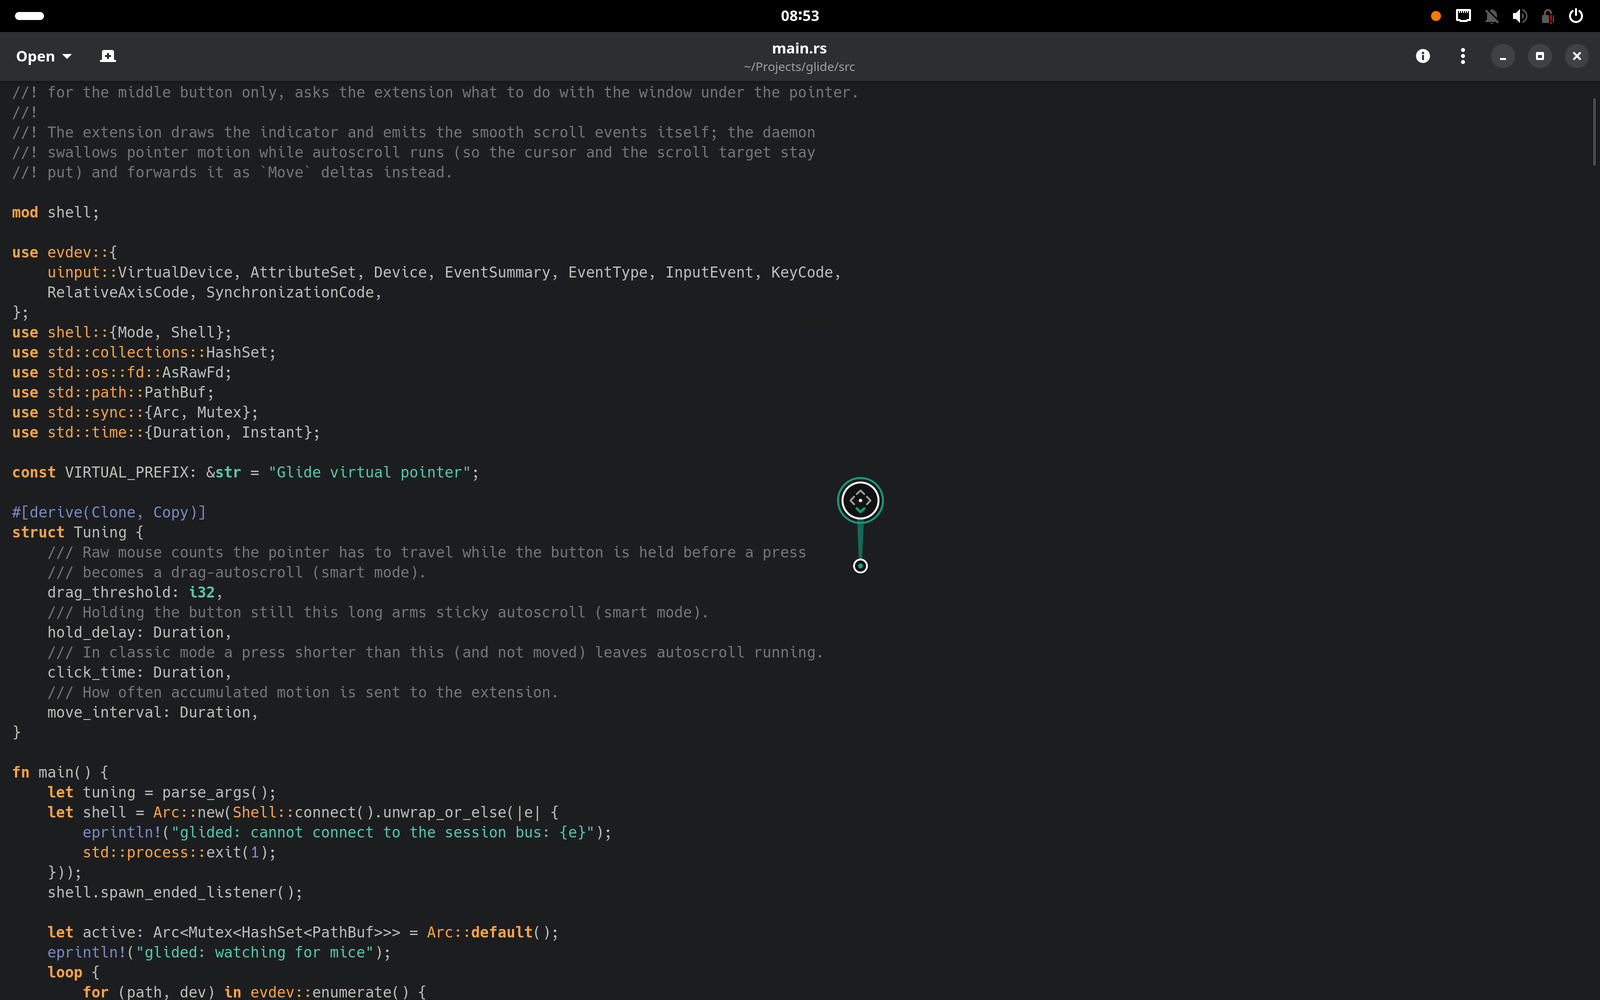 08:53
Open
main.rs
~/Projects/glide/src
//! for the middle button only, asks the extension what to do with the window under the pointer.
//!
//! The extension draws the indicator and emits the smooth scroll events itself; the daemon
//! swallows pointer motion while autoscroll runs (so the cursor and the scroll target stay
//! put) and forwards it as `Move` deltas instead.
mod shell;
use evdev::{
    uinput::VirtualDevice, AttributeSet, Device, EventSummary, EventType, InputEvent, KeyCode,
    RelativeAxisCode, SynchronizationCode,
};
use shell::{Mode, Shell};
use std::collections::HashSet;
use std::os::fd::AsRawFd;
use std::path::PathBuf;
use std::sync::{Arc, Mutex};
use std::time::{Duration, Instant};
const VIRTUAL_PREFIX: &str = "Glide virtual pointer";
#[derive(Clone, Copy)]
struct Tuning {
    /// Raw mouse counts the pointer has to travel while the button is held before a press
    /// becomes a drag-autoscroll (smart mode).
    drag_threshold: i32,
    /// Holding the button still this long arms sticky autoscroll (smart mode).
    hold_delay: Duration,
    /// In classic mode a press shorter than this (and not moved) leaves autoscroll running.
    click_time: Duration,
    /// How often accumulated motion is sent to the extension.
    move_interval: Duration,
}
fn main() {
    let tuning = parse_args();
    let shell = Arc::new(Shell::connect().unwrap_or_else(|e| {
        eprintln!("glided: cannot connect to the session bus: {e}");
        std::process::exit(1);
    }));
    shell.spawn_ended_listener();
    let active: Arc<Mutex<HashSet<PathBuf>>> = Arc::default();
    eprintln!("glided: watching for mice");
    loop {
        for (path, dev) in evdev::enumerate() {